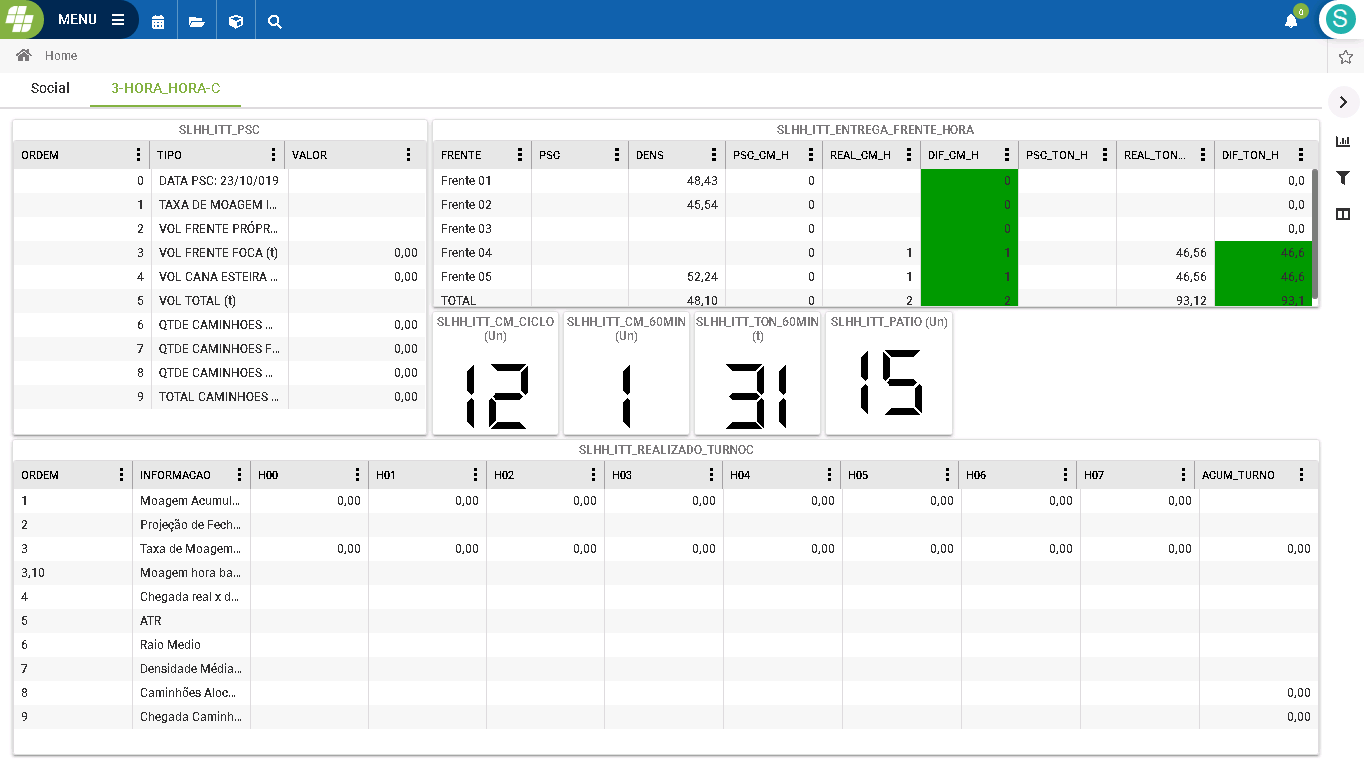 MENU
0
S
Home
Social 3-HORA_HORA-C
SLHH_ITT_PSC
ORDEM TIPO VALOR
0 DATA PSC: 23/10/019
1 TAXA DE MOAGEM I...
2 VOL FRENTE PRÓPR...
3 VOL FRENTE FOCA (t) 0,00
4 VOL CANA ESTEIRA ... 0,00
5 VOL TOTAL (t)
6 QTDE CAMINHOES ... 0,00
7 QTDE CAMINHOES F... 0,00
8 QTDE CAMINHOES ... 0,00
9 TOTAL CAMINHOES ... 0,00
SLHH_ITT_ENTREGA_FRENTE_HORA
FRENTE PSC DENS PSC_CM_H REAL_CM_H DIF_CM_H PSC_TON_H REAL_TON... DIF_TON_H
Frente 01 48,43 0 0 0,0
Frente 02 45,54 0 0 0,0
Frente 03 0 0 0,0
Frente 04 0 1 1 46,56 46,6
Frente 05 52,24 0 1 1 46,56 46,6
TOTAL 48,10 0 2 2 93,12 93,1
SLHH_ITT_CM_CICLO
(Un)
12
SLHH_ITT_CM_60MIN
(Un)
1
SLHH_ITT_TON_60MIN
(t)
31
SLHH_ITT_PATIO (Un)
15
SLHH_ITT_REALIZADO_TURNOC
ORDEM INFORMACAO H00 H01 H02 H03 H04 H05 H06 H07 ACUM_TURNO
1 Moagem Acumul... 0,00 0,00 0,00 0,00 0,00 0,00 0,00 0,00
2 Projeção de Fech...
3 Taxa de Moagem... 0,00 0,00 0,00 0,00 0,00 0,00 0,00 0,00 0,00
3,10 Moagem hora ba...
4 Chegada real x d...
5 ATR
6 Raio Medio
7 Densidade Média...
8 Caminhões Aloc... 0,00
9 Chegada Caminh... 0,00